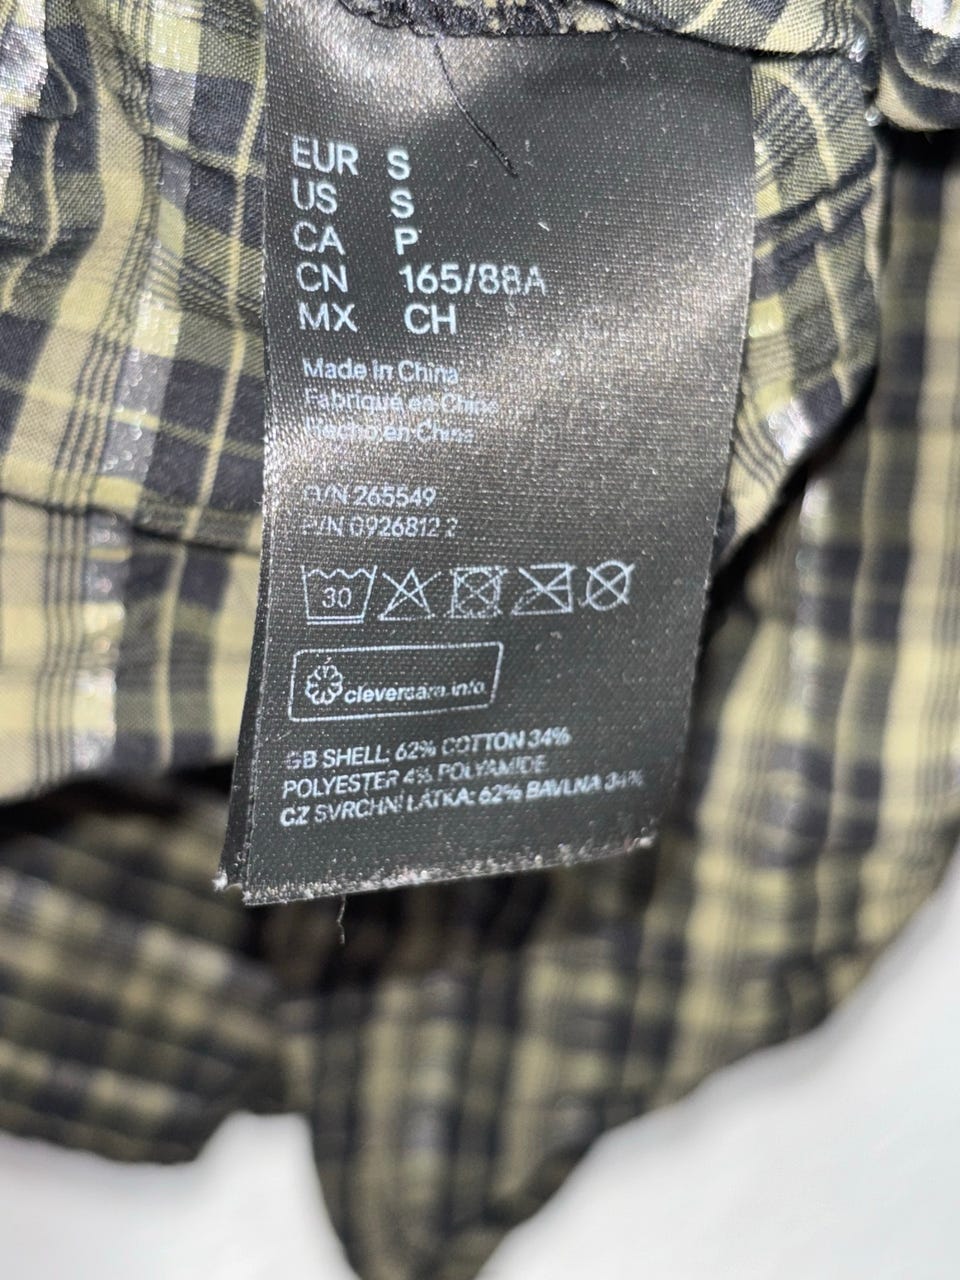 EUR S
US S
CA P
CN 165/88A
MX CH
Made in China
Fabriqué en Chine
Hecho en China
O/N 265549
P/N 0926812 2
30
clevercare.info
GB SHELL: 62% COTTON 34%
POLYESTER 4% POLYAMIDE
CZ SVRCHNÍ LÁTKA: 62% BAVLNA 34%